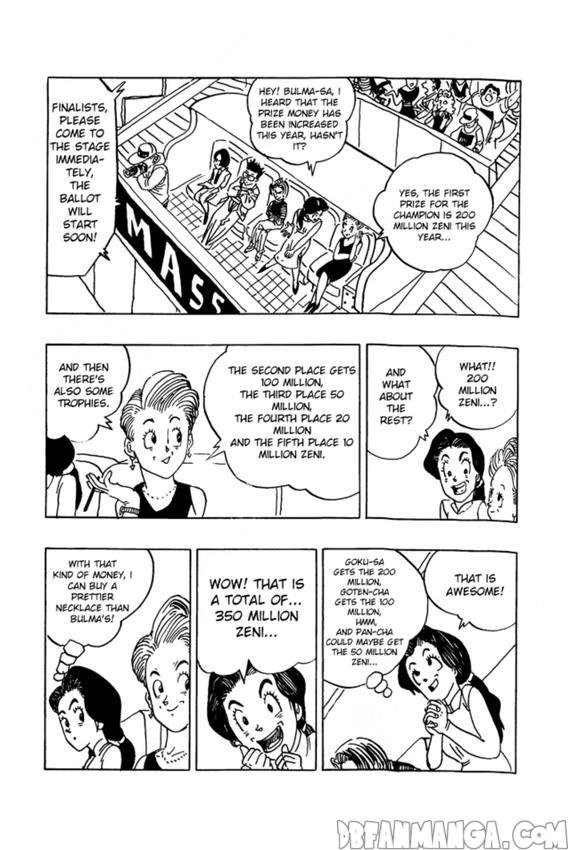 HEY! BULMA-SA, I
HEARD THAT THE
PRIZE MONEY HAS
BEEN INCREASED
THIS YEAR, HASN'T
IT?
YES, THE FIRST
PRIZE FOR THE
CHAMPION IS 200
MILLION ZENI THIS
YEAR...
FINALISTS,
PLEASE
COME TO
THE STAGE
IMMEDIA-
TELY,
THE
BALLOT
WILL
START
SOON!
MASS
WHAT!!
200
MILLION
ZENI...?
AND
WHAT
ABOUT
THE
REST?
THE SECOND PLACE GETS
100 MILLION,
THE THIRD PLACE 50
MILLION,
THE FOURTH PLACE 20
MILLION
AND THE FIFTH PLACE 10
MILLION ZENI.
AND THEN
THERE'S
ALSO SOME
TROPHIES.
THAT IS
AWESOME!
GOKU-SA
GETS THE 200
MILLION,
GOTEN-CHA
GETS THE 100
MILLION,
HMM,
AND PAN-CHA
COULD MAYBE GET
THE 50 MILLION
ZENI...
WOW! THAT IS
A TOTAL OF...
350 MILLION
ZENI...
WITH THAT
KIND OF MONEY, I
CAN BUY A
PRETTIER
NECKLACE THAN
BULMA'S!
DBFANMANGA.COM